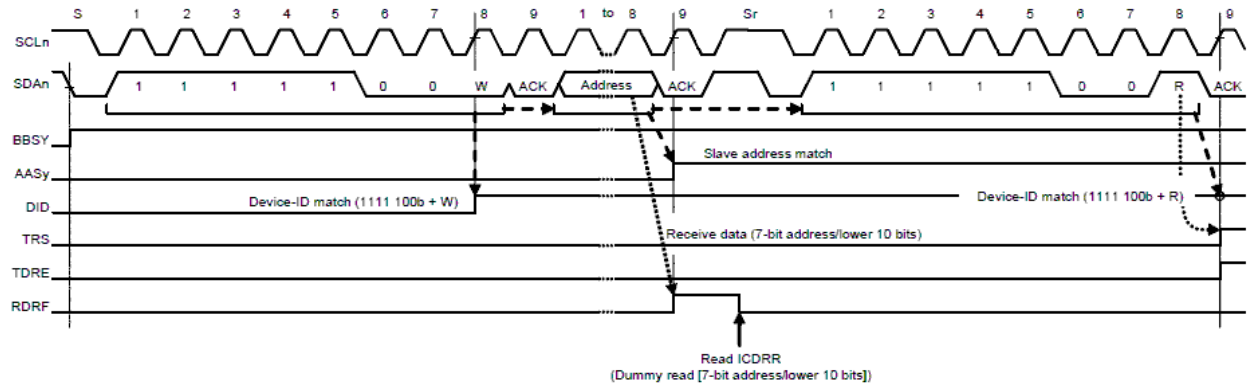 S 1 2 3 4 5 6 7 8 9 1 to 8 9 Sr 1 2 3 4 5 6 7 8 9
SCLn
SDAn 1 1 1 1 1 0 0 W ACK Address ACK 1 1 1 1 1 0 0 R ACK
BBSY
Slave address match
AASy
Device-ID match (1111 100b + W) Device-ID match (1111 100b + R)
DID
Receive data (7-bit address/lower 10 bits)
TRS
TDRE
RDRF
Read ICDRR
(Dummy read [7-bit address/lower 10 bits])